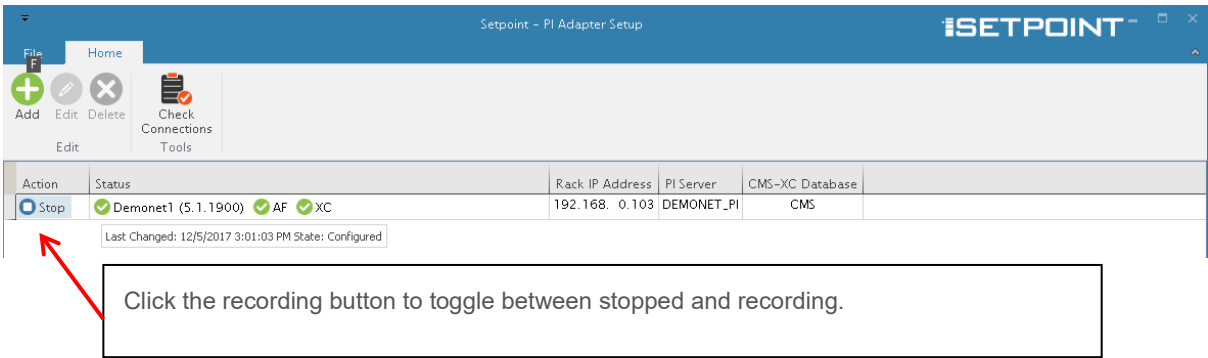 Setpoint – PI Adapter Setup
SETPOINT
File Home
F
Add Edit Delete Check Connections
Edit Tools
Action Status Rack IP Address PI Server CMS-XC Database
Stop Demonet1 (5.1.1900) AF XC 192.168. 0.103 DEMONET_PI CMS
Last Changed: 12/5/2017 3:01:03 PM State: Configured
Click the recording button to toggle between stopped and recording.